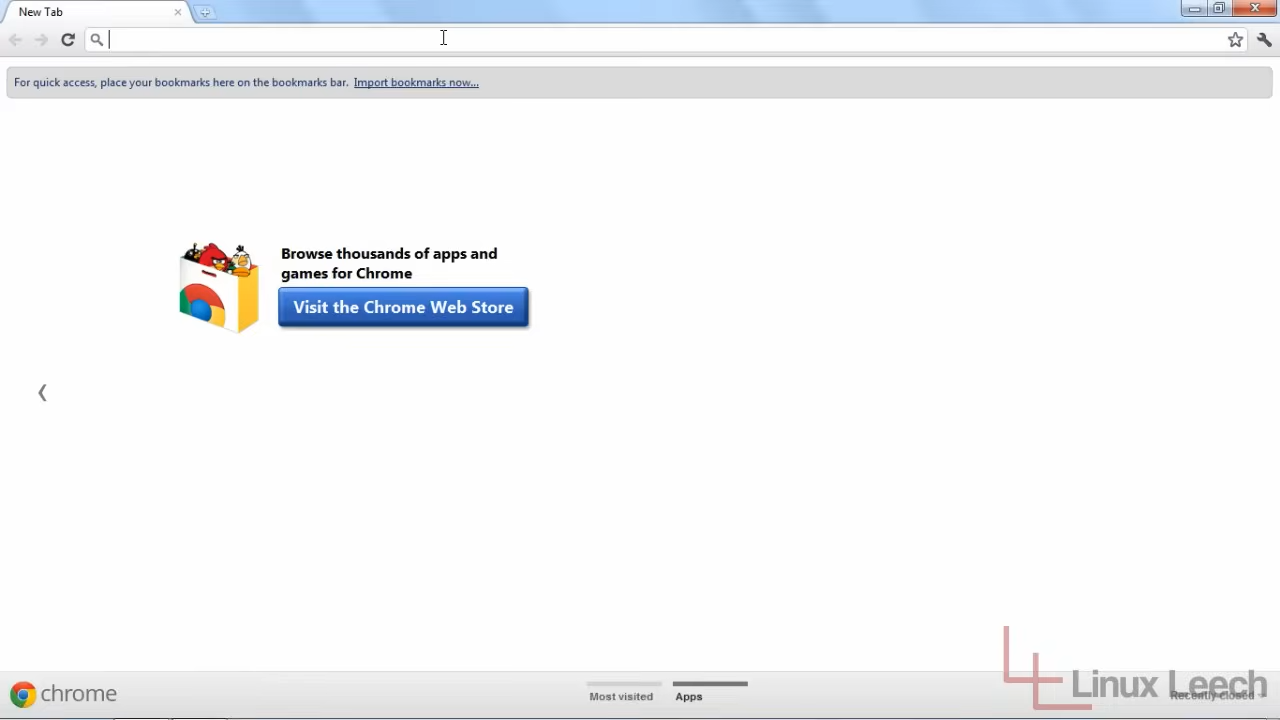 New Tab
For quick access, place your bookmarks here on the bookmarks bar. Import bookmarks now...
Browse thousands of apps and
games for Chrome
Visit the Chrome Web Store
chrome
Most visited
Apps
Linux Leech
Recently closed